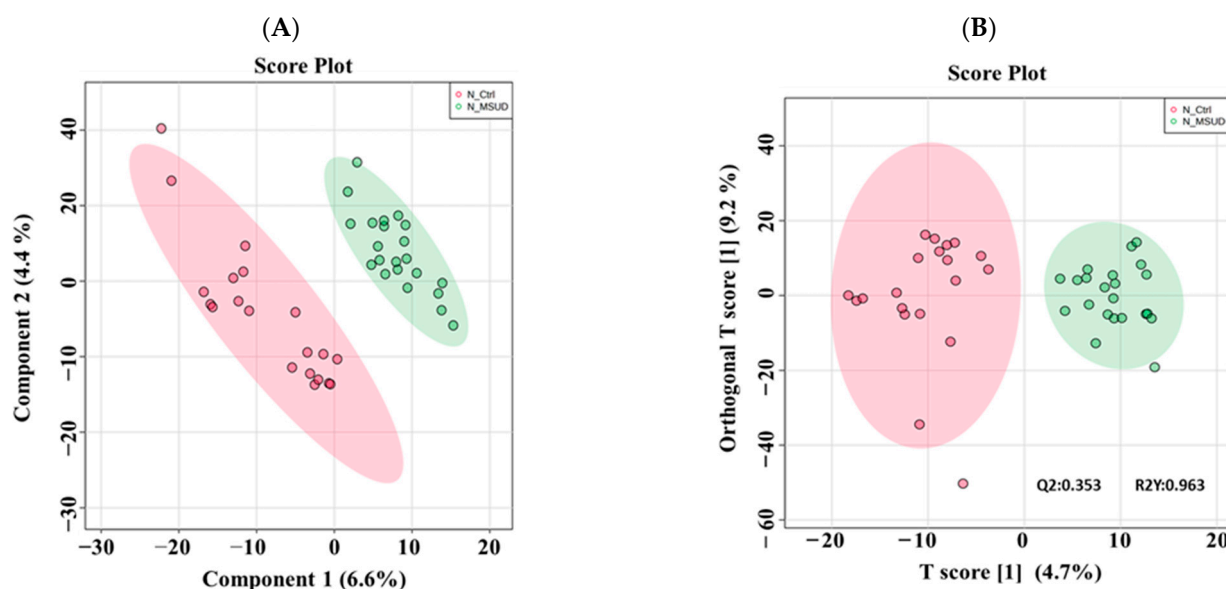 (A)
Score Plot
N_Ctrl
N_MSUD
40
20
0
−10
−20
−30
Component 2 (4.4 %)
−30
−20
−10
0
10
20
Component 1 (6.6%)
(B)
Score Plot
N_Ctrl
N_MSUD
40
20
0
−20
−40
−60
Orthogonal T score [1] (9.2 %)
Q2:0.353
R2Y:0.963
−20
−10
0
10
20
T score [1] (4.7%)